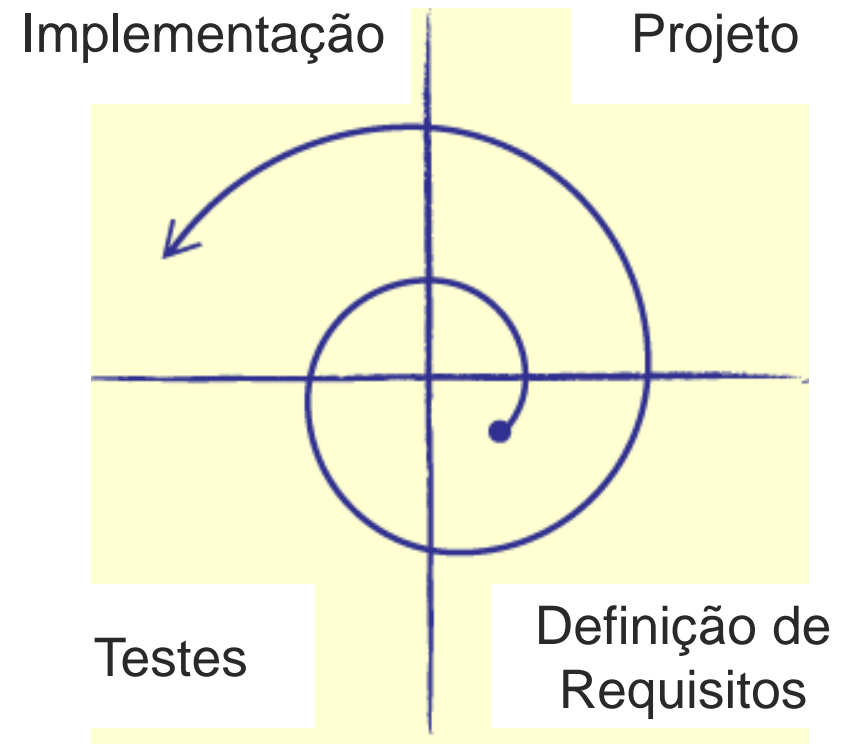 Implementação
Projeto
Testes
Definição de
Requisitos